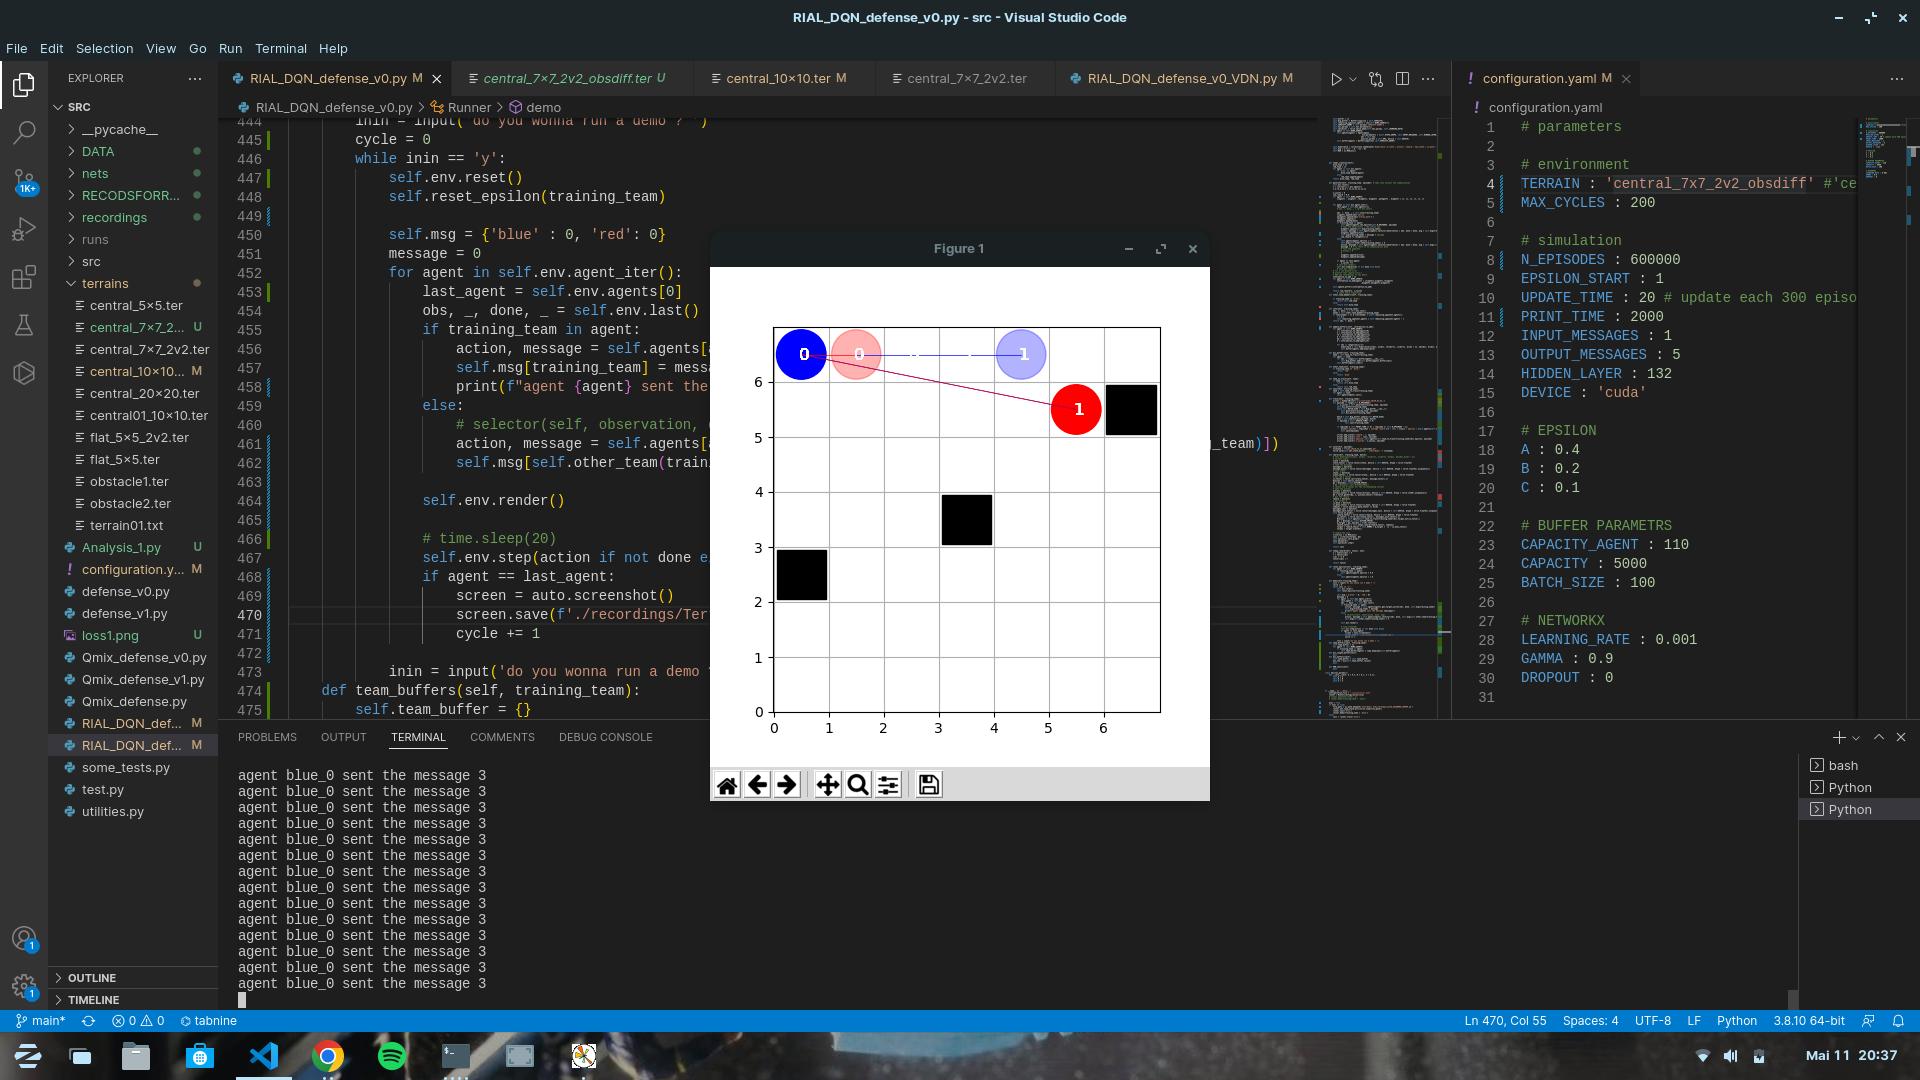 RIAL_DQN_defense_v0.py - src - Visual Studio Code
File Edit Selection View Go Run Terminal Help
EXPLORER
SRC
__pycache__
DATA
nets
RECODSFORR...
recordings
runs
src
terrains
central_5×5.ter
central_7×7_2... U
central_7×7_2v2.ter
central_10×10... M
central_20×20.ter
central01_10×10.ter
flat_5×5_2v2.ter
flat_5×5.ter
obstacle1.ter
obstacle2.ter
terrain01.txt
Analysis_1.py U
! configuration.y... M
defense_v0.py
defense_v1.py
loss1.png U
Qmix_defense_v0.py
Qmix_defense_v1.py
Qmix_defense.py
RIAL_DQN_def... M
RIAL_DQN_def... M
some_tests.py
test.py
utilities.py
OUTLINE
TIMELINE
1K+
1
1
RIAL_DQN_defense_v0.py M
central_7×7_2v2_obsdiff.ter U
central_10×10.ter M
central_7×7_2v2.ter
RIAL_DQN_defense_v0_VDN.py M
RIAL_DQN_defense_v0.py > Runner > demo
444 inin = input('do you wonna run a demo ? ')
445 cycle = 0
446 while inin == 'y':
447 self.env.reset()
448 self.reset_epsilon(training_team)
449
450 self.msg = {'blue' : 0, 'red': 0}
451 message = 0
452 for agent in self.env.agent_iter():
453 last_agent = self.env.agents[0]
454 obs, _, done, _ = self.env.last()
455 if training_team in agent:
456 action, message = self.agents[
457 self.msg[training_team] = mess
458 print(f"agent {agent} sent the
459 else:
460 # selector(self, observation,
461 action, message = self.agents[ _team)])
462 self.msg[self.other_team(train
463
464 self.env.render()
465
466 # time.sleep(20)
467 self.env.step(action if not done e
468 if agent == last_agent:
469 screen = auto.screenshot()
470 screen.save(f'./recordings/Ter
471 cycle += 1
472
473 inin = input('do you wonna run a demo
474 def team_buffers(self, training_team):
475 self.team_buffer = {}
Figure 1
0 0 1
1
6
5
4
3
2
1
0
0 1 2 3 4 5 6
! configuration.yaml M
! configuration.yaml
1 # parameters
2
3 # environment
4 TERRAIN : 'central_7x7_2v2_obsdiff' #'ce
5 MAX_CYCLES : 200
6
7 # simulation
8 N_EPISODES : 600000
9 EPSILON_START : 1
10 UPDATE_TIME : 20 # update each 300 episo
11 PRINT_TIME : 2000
12 INPUT_MESSAGES : 1
13 OUTPUT_MESSAGES : 5
14 HIDDEN_LAYER : 132
15 DEVICE : 'cuda'
16
17 # EPSILON
18 A : 0.4
19 B : 0.2
20 C : 0.1
21
22 # BUFFER PARAMETRS
23 CAPACITY_AGENT : 110
24 CAPACITY : 5000
25 BATCH_SIZE : 100
26
27 # NETWORKX
28 LEARNING_RATE : 0.001
29 GAMMA : 0.9
30 DROPOUT : 0
31
PROBLEMS OUTPUT TERMINAL COMMENTS DEBUG CONSOLE
agent blue_0 sent the message 3
agent blue_0 sent the message 3
agent blue_0 sent the message 3
agent blue_0 sent the message 3
agent blue_0 sent the message 3
agent blue_0 sent the message 3
agent blue_0 sent the message 3
agent blue_0 sent the message 3
agent blue_0 sent the message 3
agent blue_0 sent the message 3
agent blue_0 sent the message 3
agent blue_0 sent the message 3
agent blue_0 sent the message 3
agent blue_0 sent the message 3
bash
Python
Python
main* 0 0 tabnine
Ln 470, Col 55 Spaces: 4 UTF-8 LF Python 3.8.10 64-bit
Mai 11 20:37